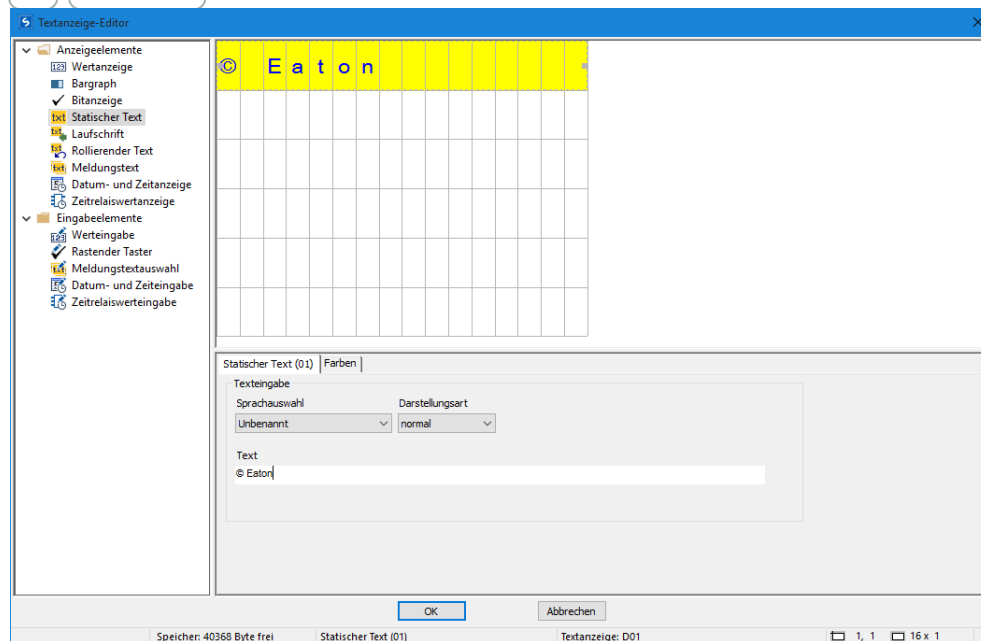 Textanzeige-Editor
Anzeigeelemente
Wertanzeige
Bargraph
Bitanzeige
Statischer Text
Laufschrift
Rollierender Text
Meldungstext
Datum- und Zeitanzeige
Zeitrelaiswertanzeige
Eingabeelemente
Werteingabe
Rastender Taster
Meldungstextauswahl
Datum- und Zeiteingabe
Zeitrelaiswerteingabe
© Eaton
Statischer Text (01) Farben
Texteingabe
Sprachauswahl Darstellungsart
Unbenannt normal
Text
© Eaton
OK Abbrechen
Speicher: 40368 Byte frei Statischer Text (01) Textanzeige: D01 1, 1 16 x 1